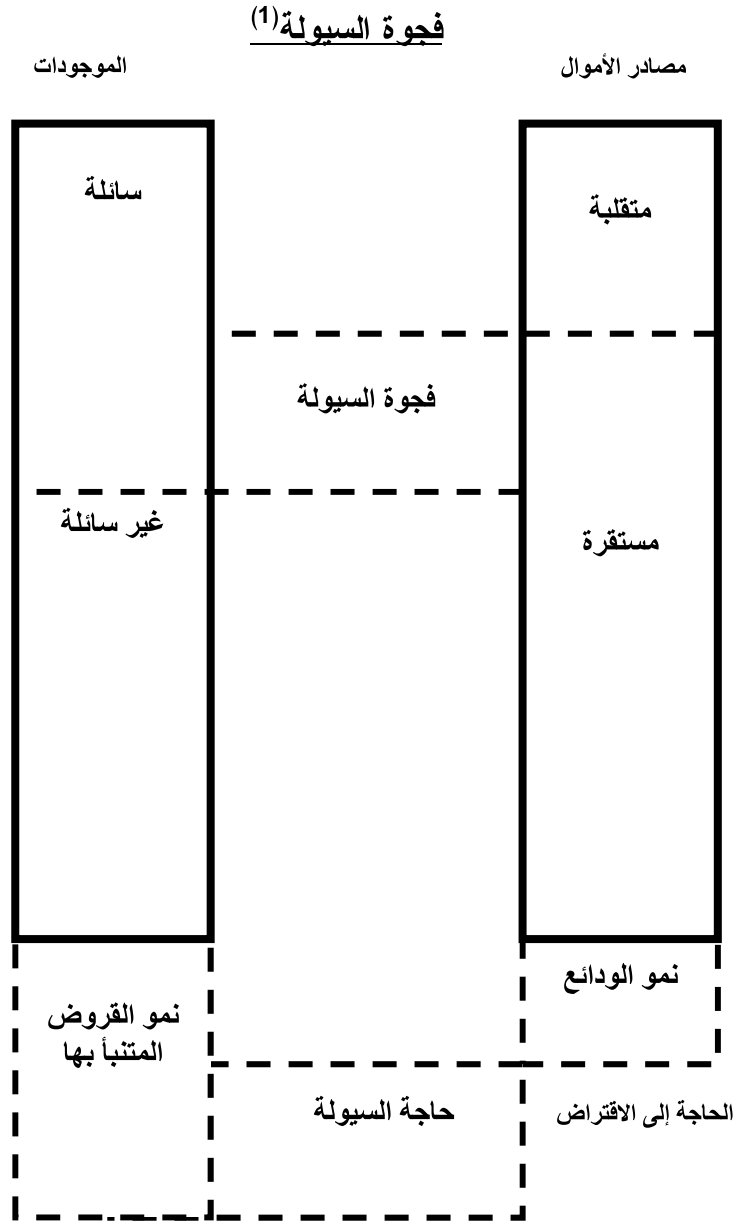 فجوة السيولة(1)
مصادر الأموال
الموجودات
متقلبة
سائلة
فجوة السيولة
مستقرة
غير سائلة
نمو الودائع
نمو القروض
المتنبأ بها
الحاجة إلى الاقتراض
حاجة السيولة